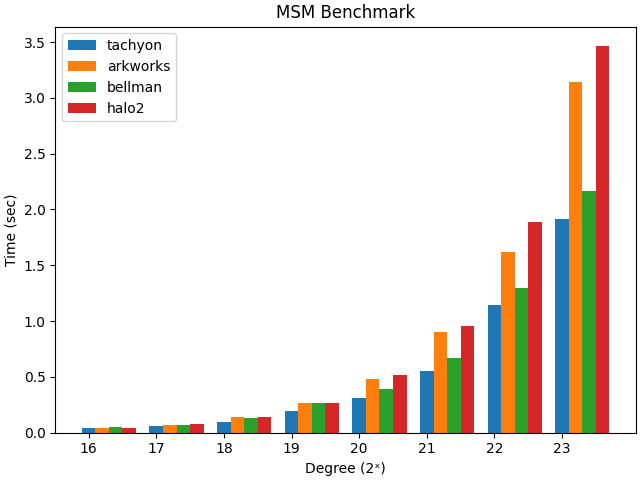 MSM Benchmark
tachyon
arkworks
bellman
halo2
Time (sec)
3.5
3.0
2.5
2.0
1.5
1.0
0.5
0.0
16 17 18 19 20 21 22 23
Degree (2ˣ)